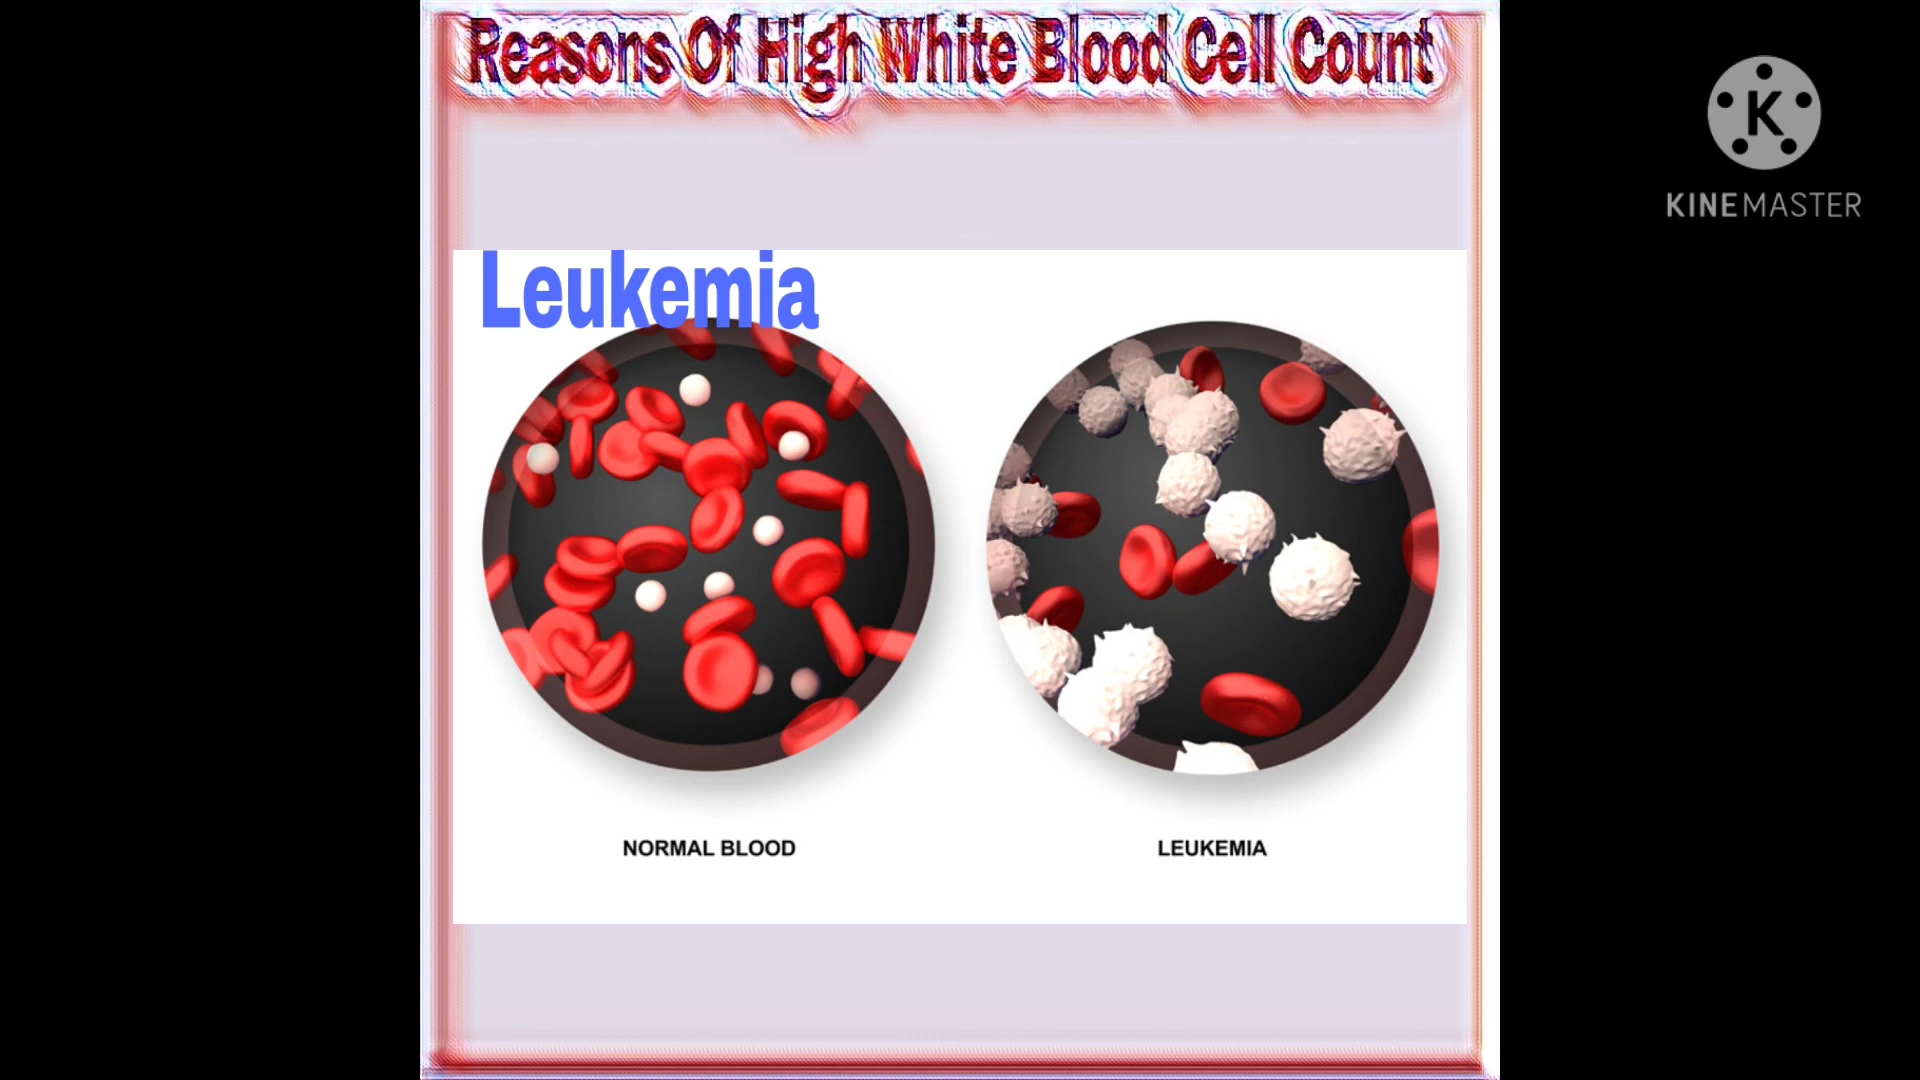 Reasons Of High White Blood Cell Count
K
KINEMASTER
Leukemia
NORMAL BLOOD
LEUKEMIA